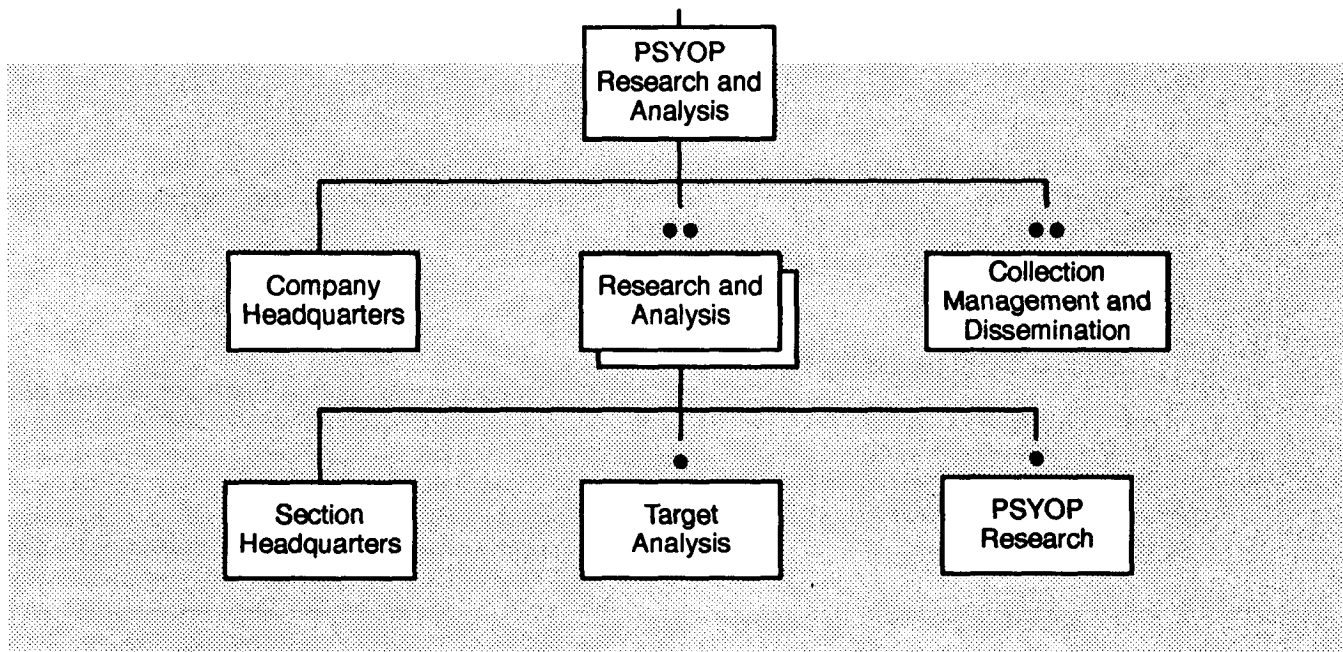 PSYOP
Research and
Analysis
Company
Headquarters
Research and
Analysis
Collection
Management and
Dissemination
Section
Headquarters
Target
Analysis
PSYOP
Research